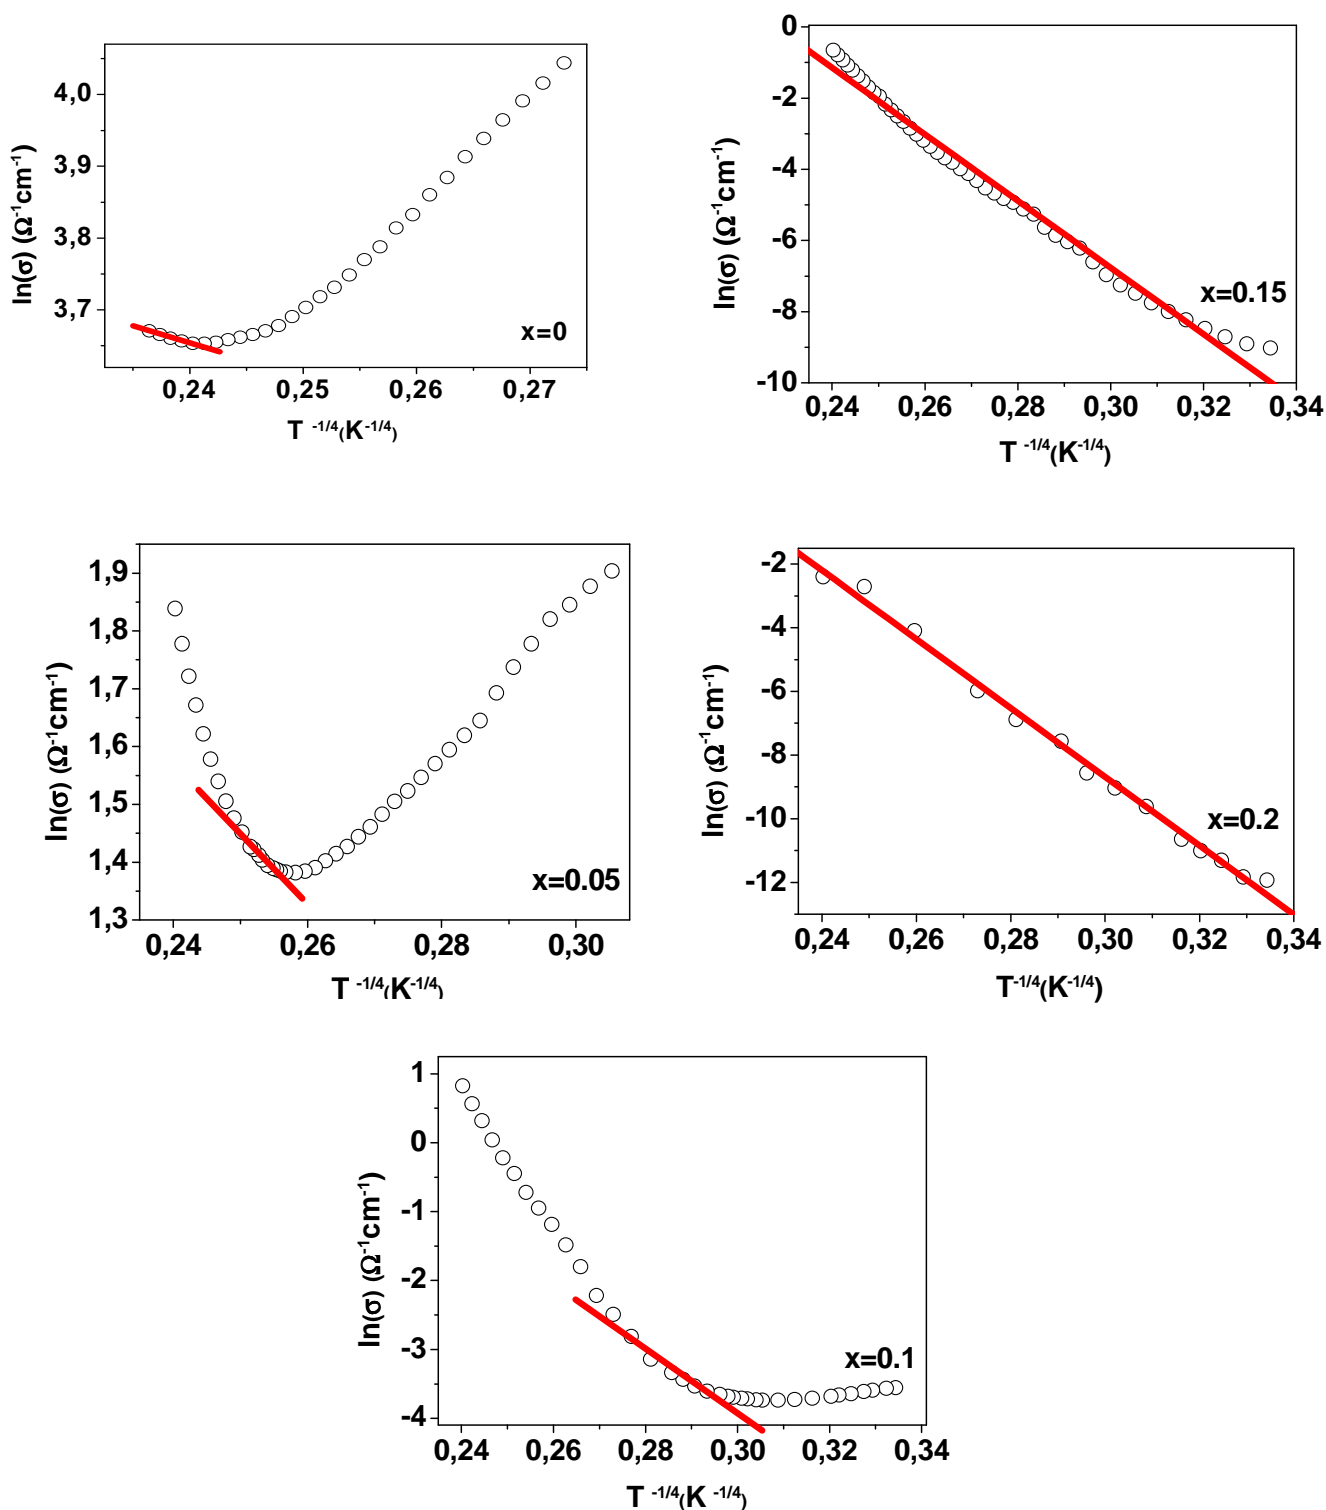 ln(σ) (Ω⁻¹cm⁻¹)
4,0
3,9
3,8
3,7
x=0
0,24 0,25 0,26 0,27
T ⁻¹/⁴(K⁻¹/⁴)
ln(σ) (Ω⁻¹cm⁻¹)
0
-2
-4
-6
-8
-10
x=0.15
0,24 0,26 0,28 0,30 0,32 0,34
T ⁻¹/⁴(K⁻¹/⁴)
ln(σ) (Ω⁻¹cm⁻¹)
1,9
1,8
1,7
1,6
1,5
1,4
1,3
x=0.05
0,24 0,26 0,28 0,30
T ⁻¹/⁴(K⁻¹/⁴)
ln(σ) (Ω⁻¹cm⁻¹)
-2
-4
-6
-8
-10
-12
x=0.2
0,24 0,26 0,28 0,30 0,32 0,34
T⁻¹/⁴(K⁻¹/⁴)
ln(σ) (Ω⁻¹cm⁻¹)
1
0
-1
-2
-3
-4
x=0.1
0,24 0,26 0,28 0,30 0,32 0,34
T ⁻¹/⁴(K ⁻¹/⁴)